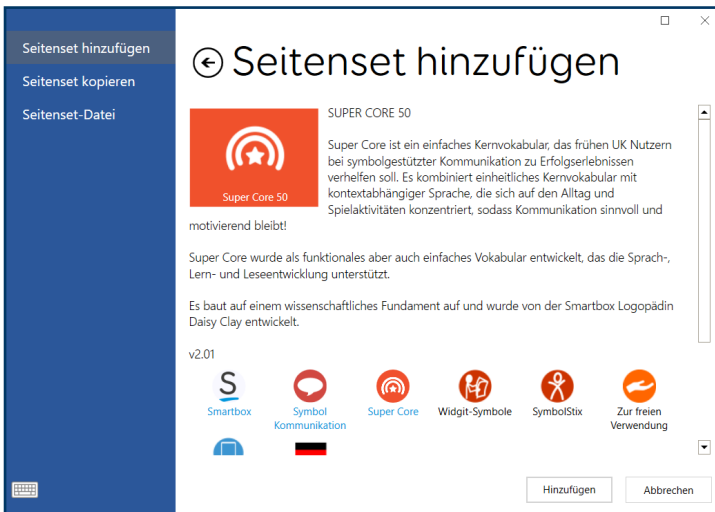 Seitenset hinzufügen
Seitenset kopieren
Seitenset-Datei
Seitenset hinzufügen
Super Core 50
SUPER CORE 50
Super Core ist ein einfaches Kernvokabular, das frühen UK Nutzern
bei symbolgestützter Kommunikation zu Erfolgserlebnissen
verhelfen soll. Es kombiniert einheitliches Kernvokabular mit
kontextabhängiger Sprache, die sich auf den Alltag und
Spielaktivitäten konzentriert, sodass Kommunikation sinnvoll und
motivierend bleibt!
Super Core wurde als funktionales aber auch einfaches Vokabular entwickelt, das die Sprach-,
Lern- und Leseentwicklung unterstützt.
Es baut auf einem wissenschaftliches Fundament auf und wurde von der Smartbox Logopädin
Daisy Clay entwickelt.
v2.01
S
Smartbox
Symbol
Kommunikation
Super Core
Widgit-Symbole
SymbolStix
Zur freien
Verwendung
Hinzufügen
Abbrechen